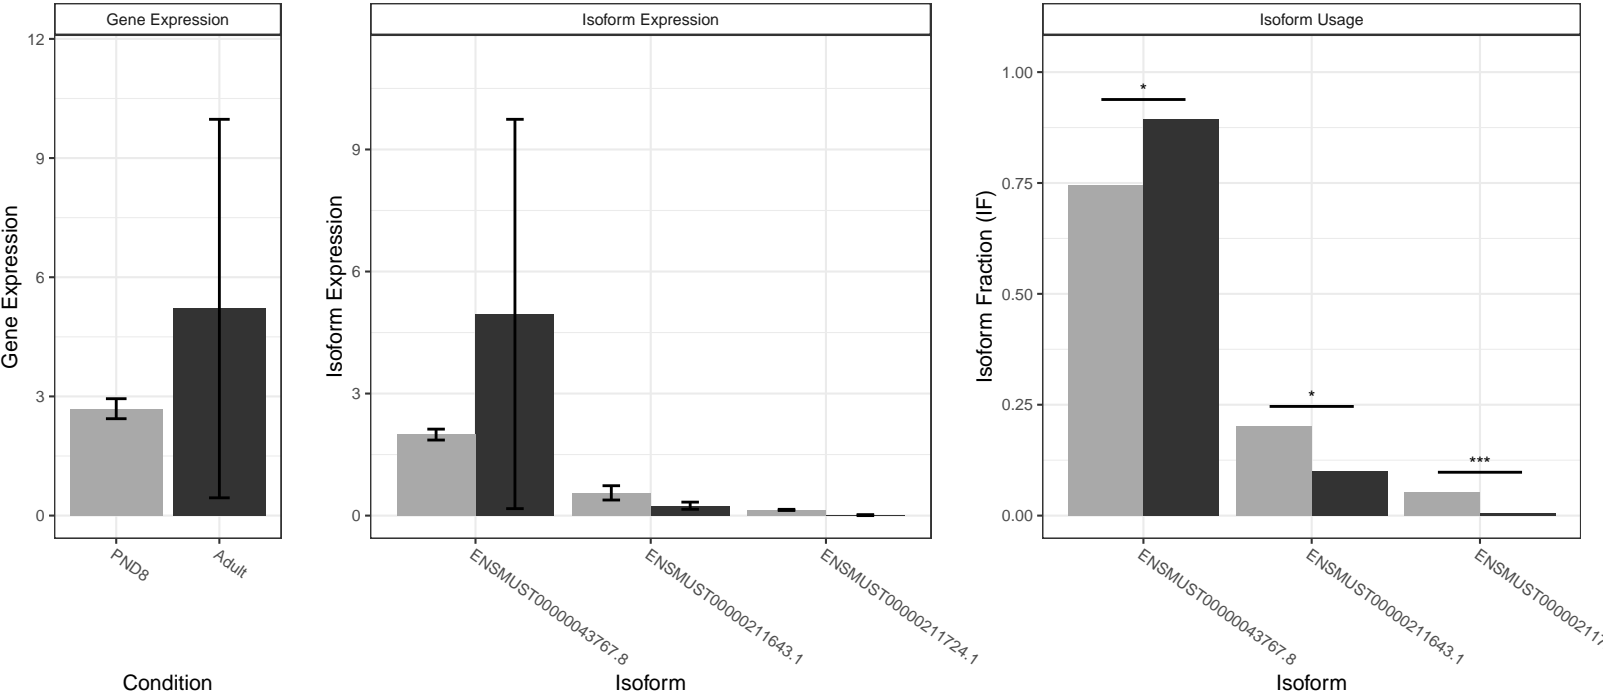 Gene Expression
Isoform Expression
Isoform Usage
Gene Expression
12
9
6
3
0
PND8
Adult
Condition
Isoform Expression
9
6
3
0
ENSMUST00000043767.8
ENSMUST00000211643.1
ENSMUST00000211724.1
Isoform
Isoform Fraction (IF)
1.00
0.75
0.50
0.25
0.00
*
*
***
ENSMUST00000043767.8
ENSMUST00000211643.1
ENSMUST000002117
Isoform